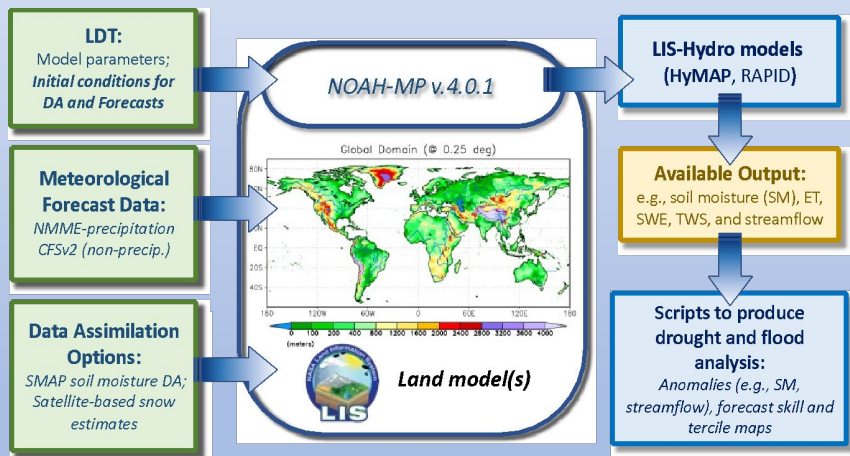 LDT:
Model parameters;
Initial conditions for
DA and Forecasts
Meteorological
Forecast Data:
NMME-precipitation
CFSv2 (non-precip.)
Data Assimilation
Options:
SMAP soil moisture DA;
Satellite-based snow
estimates
NOAH-MP v.4.0.1
Global Domain (@ 0.25 deg)
80N
EQ
20S
40S
180 120W 60W 0 60E 120E 180
0 100 200 400 600 800 1200 1600 2000 2400 2800 3200 3600 4000
(meters)
NASA Land Information System
LIS
Land model(s)
LIS-Hydro models
(HyMAP, RAPID)
Available Output:
e.g., soil moisture (SM), ET,
SWE, TWS, and streamflow
Scripts to produce
drought and flood
analysis:
Anomalies (e.g., SM,
streamflow), forecast skill and
tercile maps